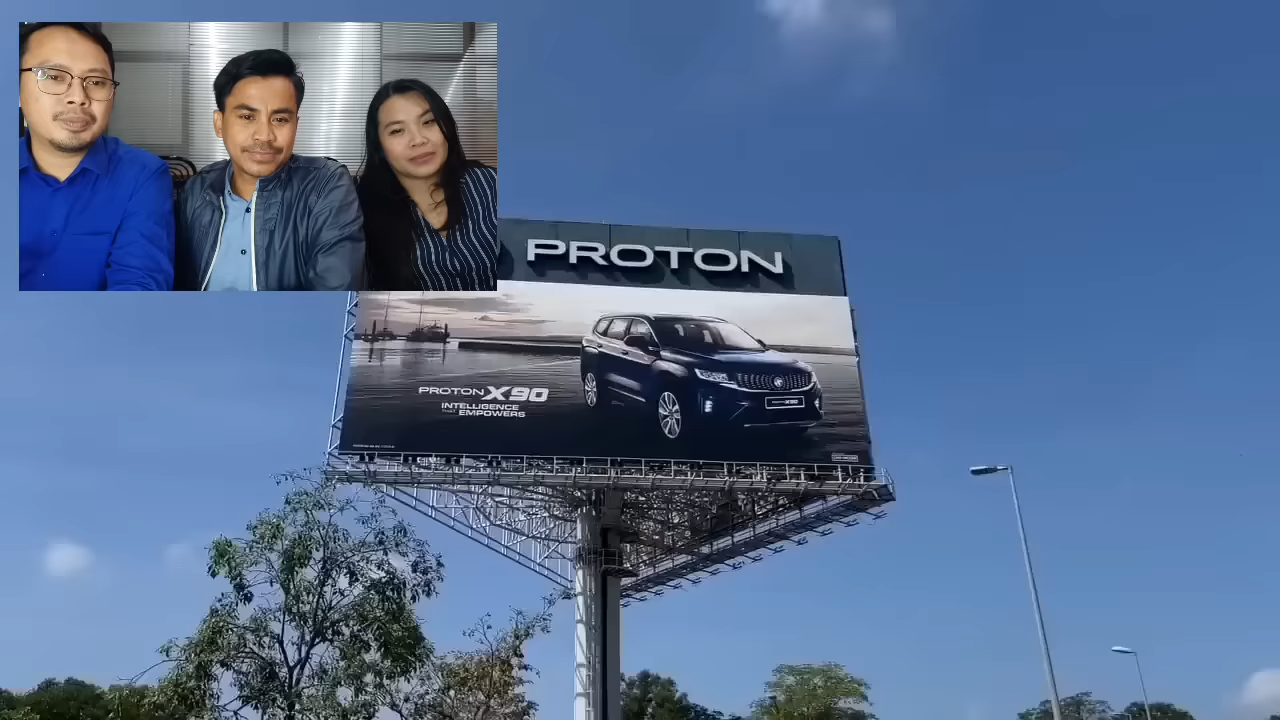 PROTON
PROTON X90
INTELLIGENCE
THAT EMPOWERS